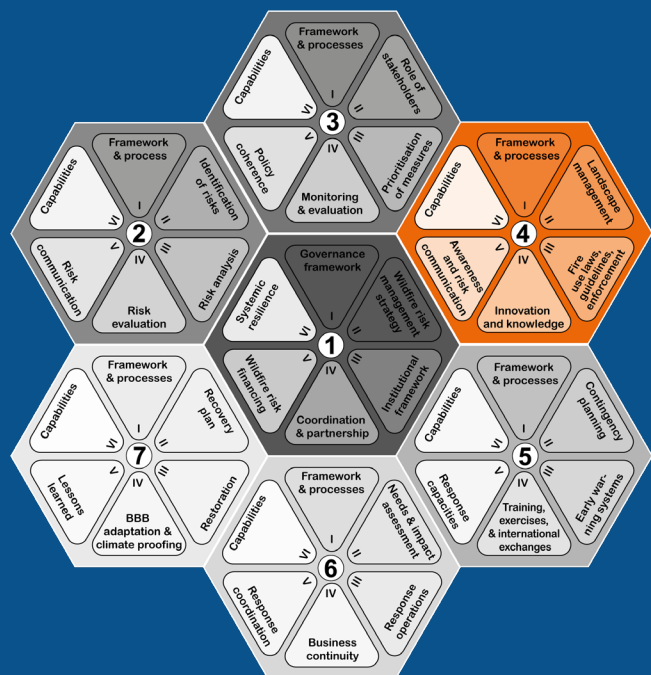 Framework
& processes
I
Role of
stakeholders
II
Prioritisation
of measures
III
Monitoring
& evaluation
IV
Policy
coherence
V
Capabilities
VI
3
Framework
& process
I
Identification
of risks
II
Risk analysis
III
Risk
evaluation
IV
Risk
communication
V
Capabilities
VI
2
Framework
& processes
I
Landscape
management
II
Fire
use laws,
guidelines,
enforcement
III
Innovation
and knowledge
IV
Awareness
and risk
communication
V
Capabilities
VI
4
Governance
framework
I
Wildfire risk
management
strategy
II
Institutional
framework
III
Coordination
& partnership
IV
Wildfire risk
financing
V
Systemic
resilience
VI
1
Framework
& processes
I
Recovery
plan
II
Restoration
III
BBB
adaptation &
climate proofing
IV
Lessons
learned
V
Capabilities
VI
7
Framework
& processes
I
Contingency
planning
II
Early war-
ning systems
III
Training,
exercises,
& international
exchanges
IV
Response
capacities
V
Capabilities
VI
5
Framework
& processes
I
Needs & impact
assessment
II
Response
operations
III
Business
continuity
IV
Response
coordination
V
Capabilities
VI
6